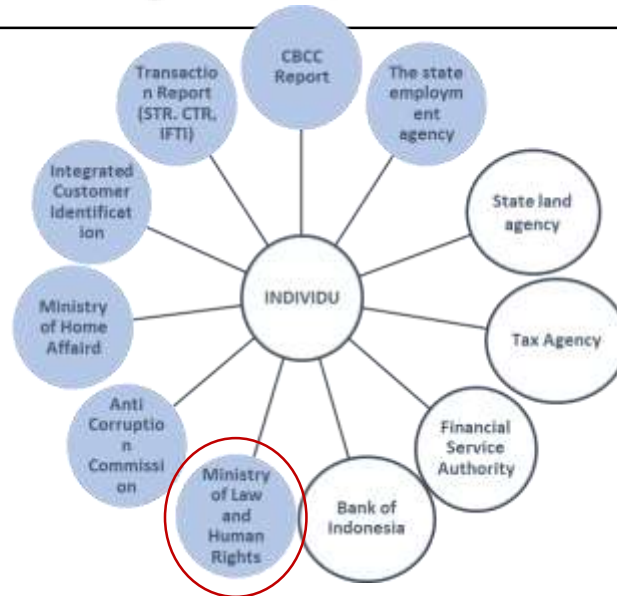 CBCC
Report
The state
employm
ent
agency
State land
agency
Tax Agency
Financial
Service
Authority
Bank of
Indonesia
Ministry
of Law
and
Human
Rights
Anti
Corruptio
n
Commissi
on
Ministry
of Home
Affaird
Integrated
Customer
Identificat
ion
Transactio
n Report
(STR. CTR,
IFTI)
INDIVIDU